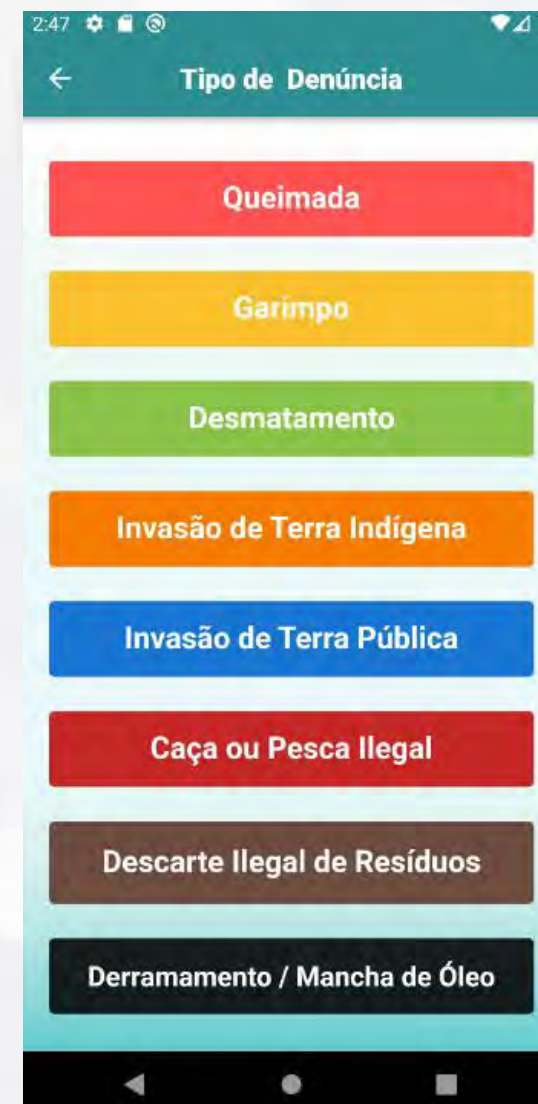 2:47
Tipo de Denúncia
Queimada
Garimpo
Desmatamento
Invasão de Terra Indígena
Invasão de Terra Pública
Caça ou Pesca Ilegal
Descarte Ilegal de Resíduos
Derramamento / Mancha de Óleo